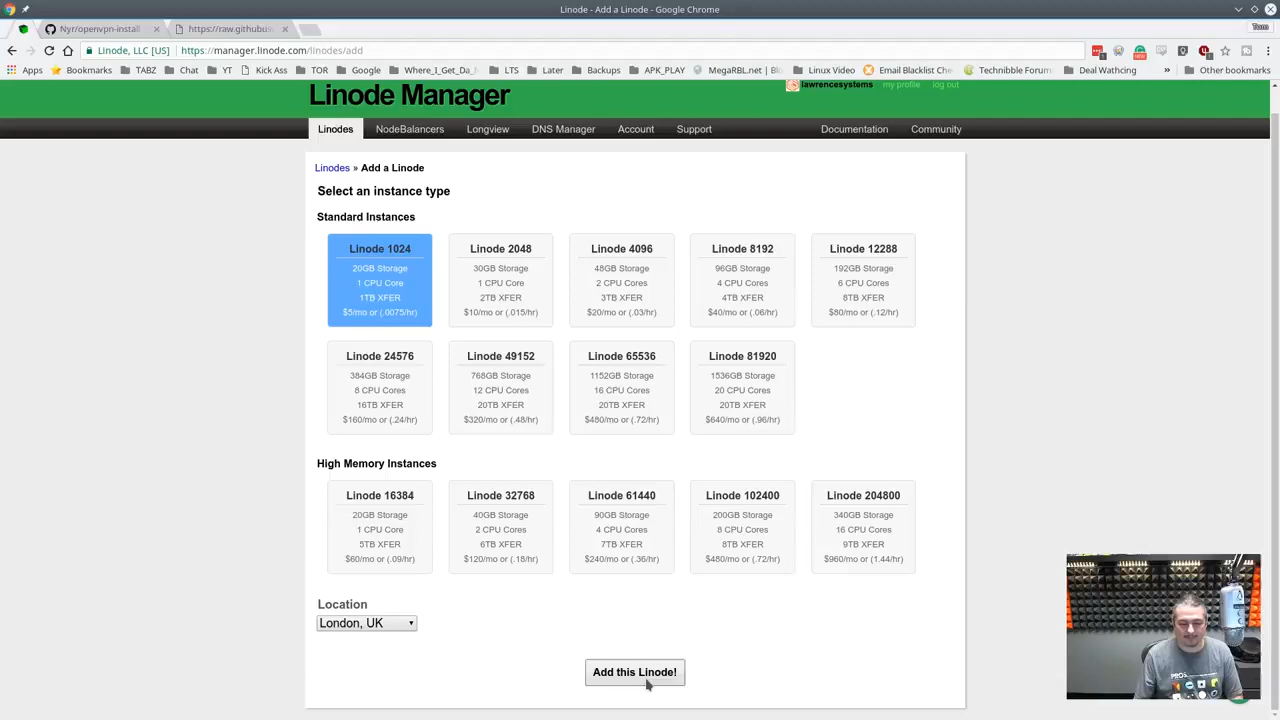 Linode - Add a Linode - Google Chrome
Nyr/openvpn-install
https://raw.githubus
Tom
Linode, LLC [US]
https://manager.linode.com/linodes/add
Apps
Bookmarks
TABZ
Chat
YT
Kick Ass
TOR
Google
Where_I_Get_Da_
LTS
Later
Backups
APK_PLAY
MegaRBL.net | Bl
Linux Video
Email Blacklist Che
Technibble Forum
Deal Wathcing
»
Other bookmarks
Linode Manager
lawrencesystems
my profile
log out
Linodes
NodeBalancers
Longview
DNS Manager
Account
Support
Documentation
Community
Linodes » Add a Linode
Select an instance type
Standard Instances
Linode 1024
20GB Storage
1 CPU Core
1TB XFER
$5/mo or (.0075/hr)
Linode 2048
30GB Storage
1 CPU Core
2TB XFER
$10/mo or (.015/hr)
Linode 4096
48GB Storage
2 CPU Cores
3TB XFER
$20/mo or (.03/hr)
Linode 8192
96GB Storage
4 CPU Cores
4TB XFER
$40/mo or (.06/hr)
Linode 12288
192GB Storage
6 CPU Cores
8TB XFER
$80/mo or (.12/hr)
Linode 24576
384GB Storage
8 CPU Cores
16TB XFER
$160/mo or (.24/hr)
Linode 49152
768GB Storage
12 CPU Cores
20TB XFER
$320/mo or (.48/hr)
Linode 65536
1152GB Storage
16 CPU Cores
20TB XFER
$480/mo or (.72/hr)
Linode 81920
1536GB Storage
20 CPU Cores
20TB XFER
$640/mo or (.96/hr)
High Memory Instances
Linode 16384
20GB Storage
1 CPU Core
5TB XFER
$60/mo or (.09/hr)
Linode 32768
40GB Storage
2 CPU Cores
6TB XFER
$120/mo or (.18/hr)
Linode 61440
90GB Storage
4 CPU Cores
7TB XFER
$240/mo or (.36/hr)
Linode 102400
200GB Storage
8 CPU Cores
8TB XFER
$480/mo or (.72/hr)
Linode 204800
340GB Storage
16 CPU Cores
9TB XFER
$960/mo or (1.44/hr)
Location
London, UK
Add this Linode!